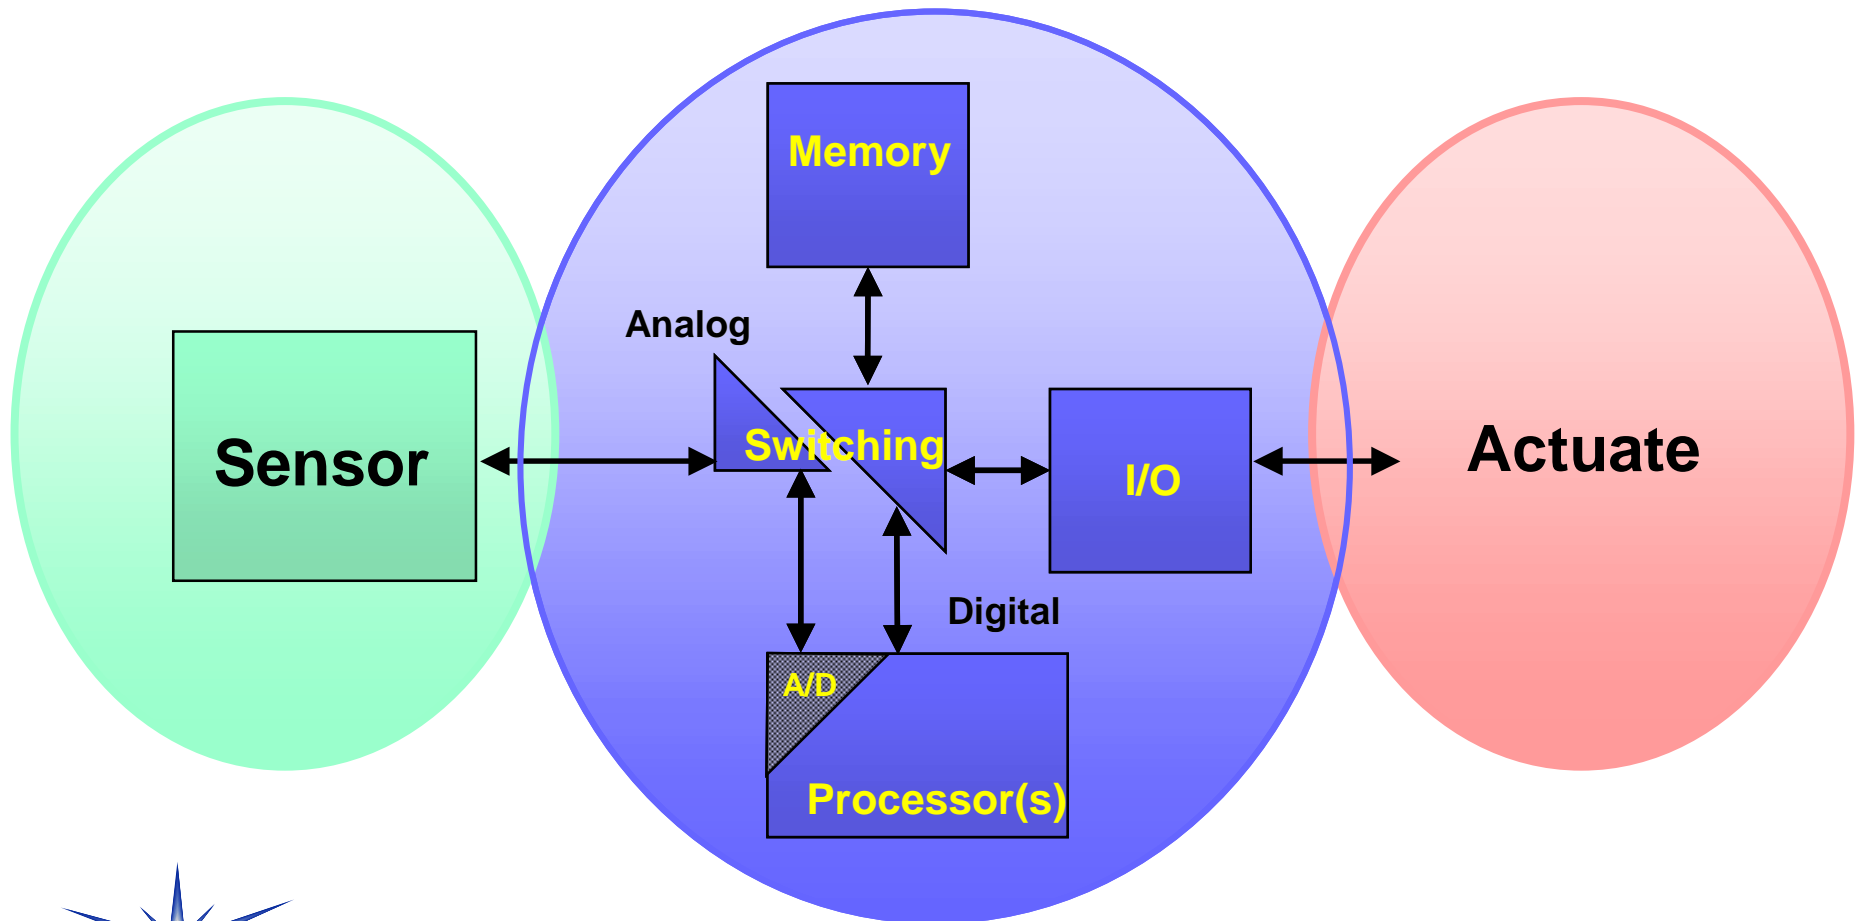 Memory
Analog
Sensor
Switching
I/O
Actuate
Digital
A/D
Processor(s)